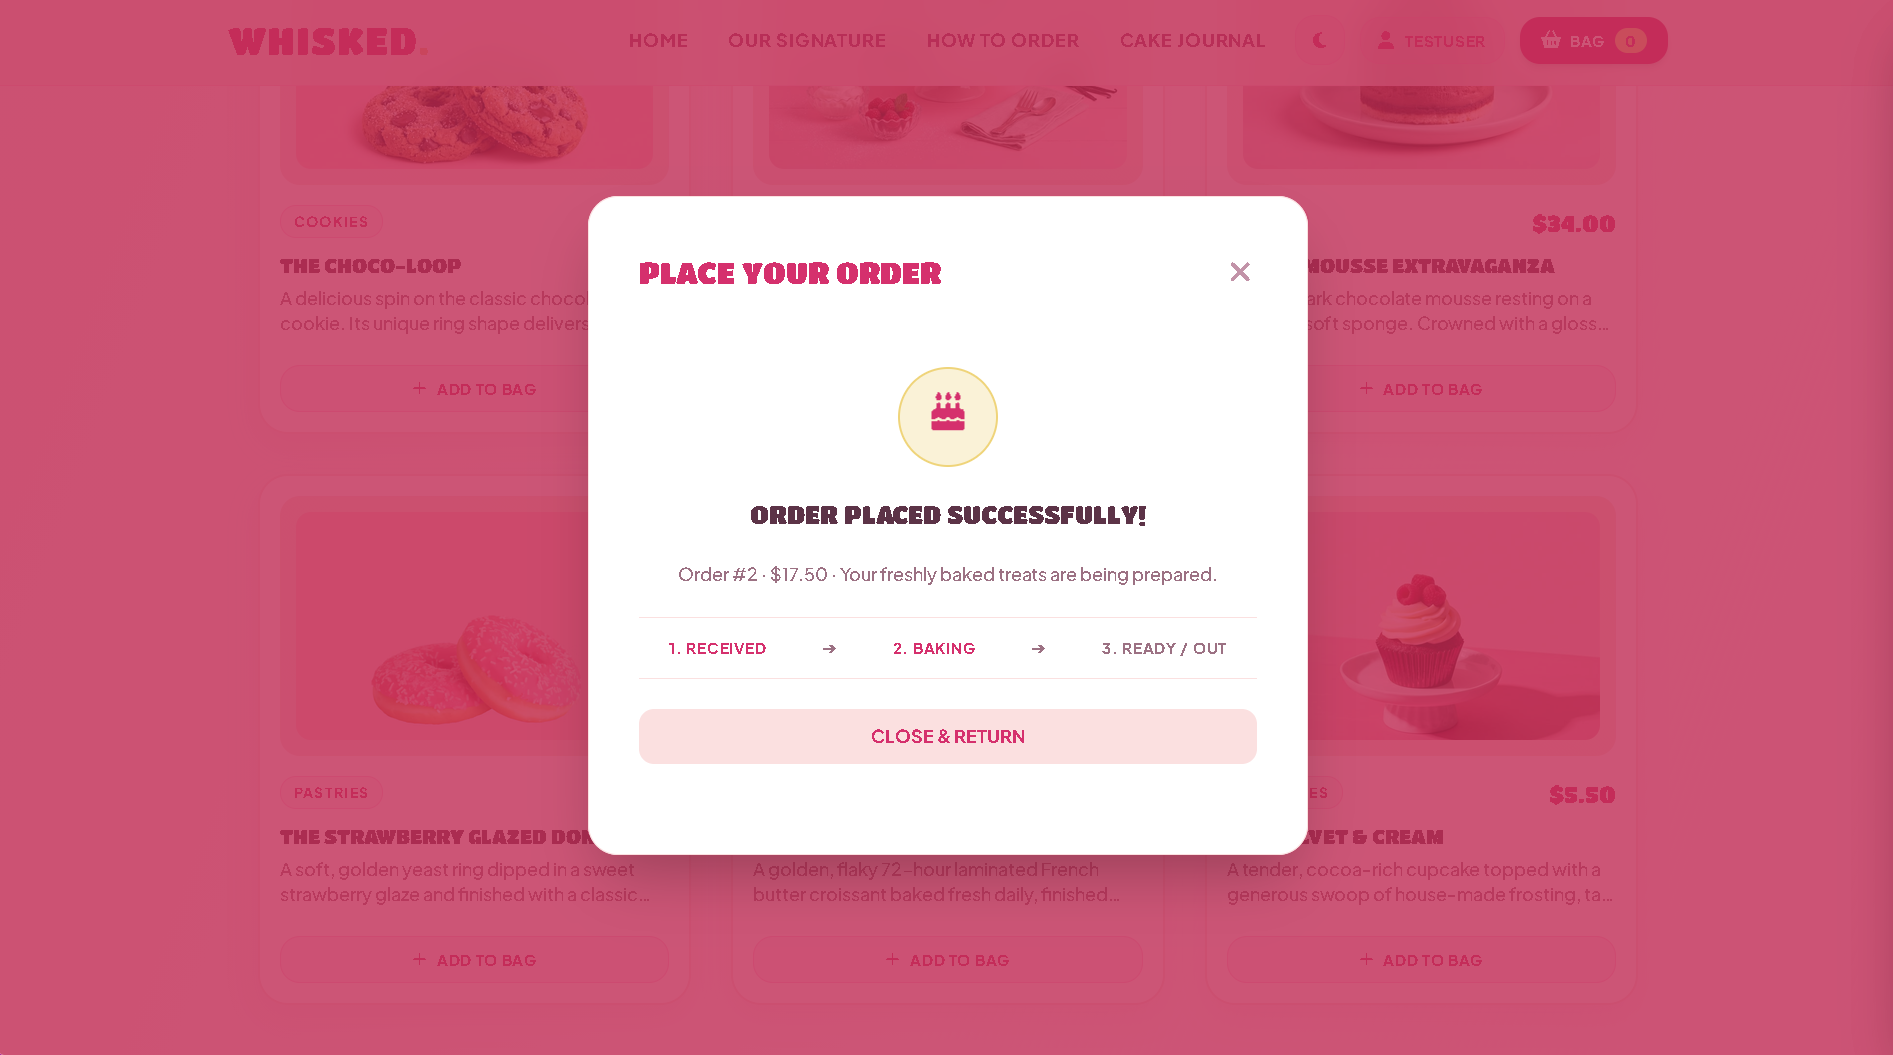 WHISKED.
HOME
OUR SIGNATURE
HOW TO ORDER
CAKE JOURNAL
TESTUSER
BAG 0
COOKIES
THE CHOCO-LOOP
A delicious spin on the classic
cookie. Its unique ring shape delivers
+ ADD TO BAG
$34.00
MOUSSE EXTRAVAGANZA
chocolate mousse resting on a
soft sponge. Crowned with a gloss...
+ ADD TO BAG
PLACE YOUR ORDER
ORDER PLACED SUCCESSFULLY!
Order #2 · $17.50 · Your freshly baked treats are being prepared.
1. RECEIVED → 2. BAKING → 3. READY / OUT
CLOSE & RETURN
PASTRIES
THE STRAWBERRY GLAZED
A soft, golden yeast ring dipped in a sweet
strawberry glaze and finished with a classic...
+ ADD TO BAG
A golden, flaky 72-hour laminated French
butter croissant baked fresh daily, finished...
+ ADD TO BAG
$5.50
& CREAM
A tender, cocoa-rich cupcake topped with a
generous swoop of house-made frosting, ta...
+ ADD TO BAG